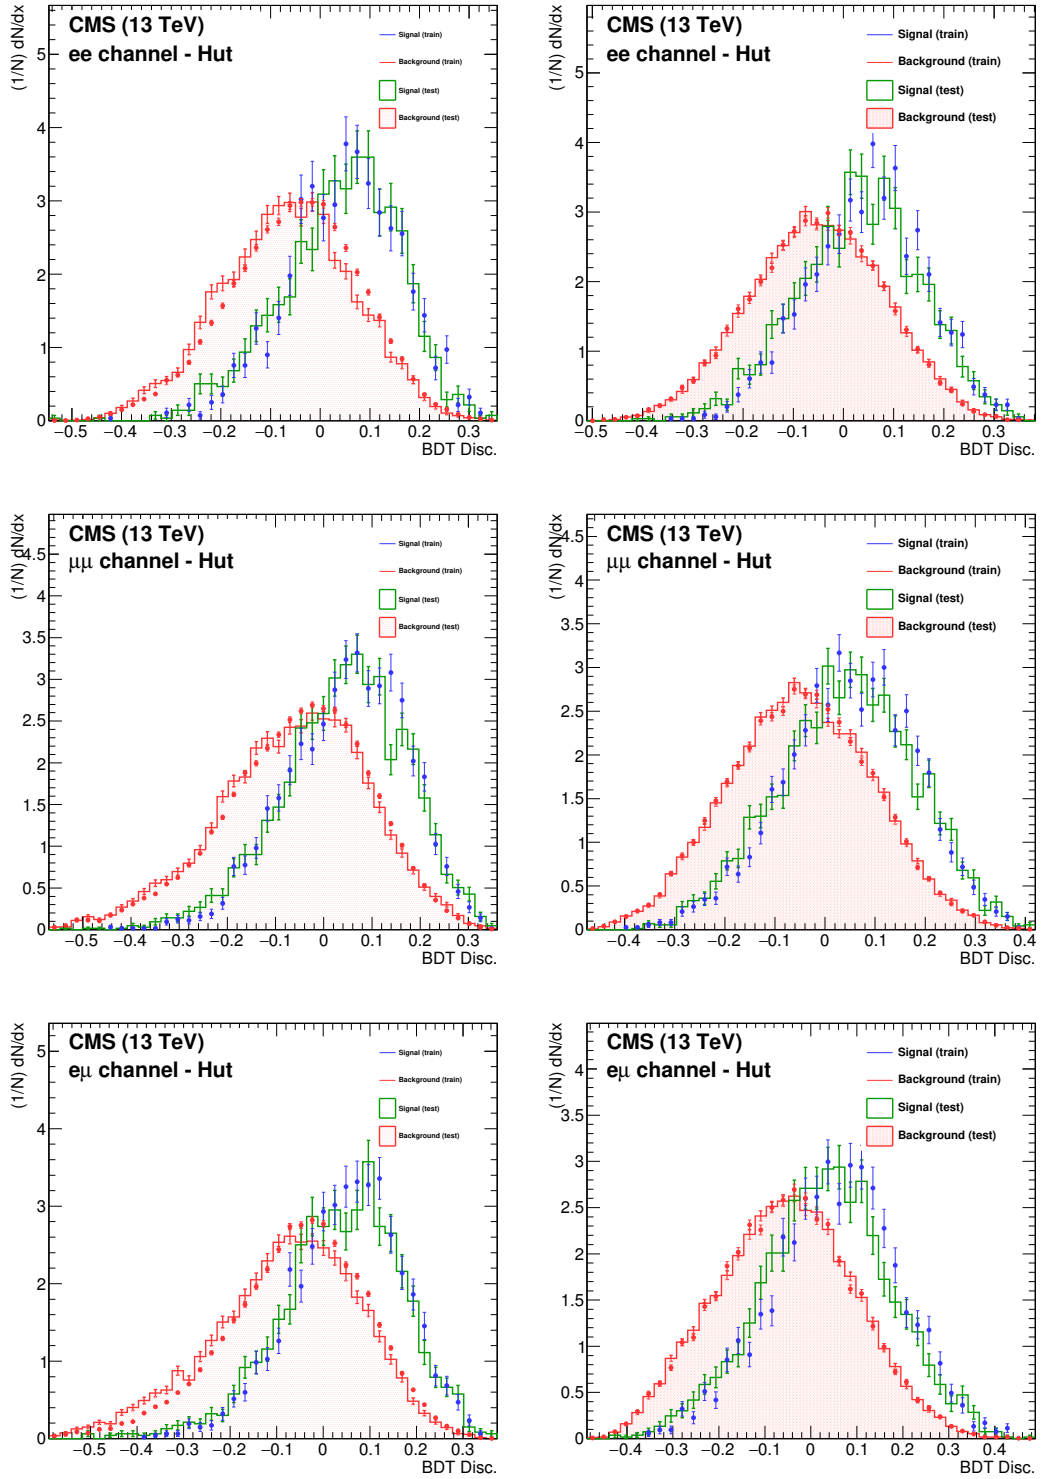 CMS (13 TeV)
ee channel - Hut
(1/N) dN/dx
Signal (train)
Background (train)
Signal (test)
Background (test)
5
4
3
2
1
0
−0.5 −0.4 −0.3 −0.2 −0.1 0 0.1 0.2 0.3
BDT Disc.
CMS (13 TeV)
ee channel - Hut
(1/N) dN/dx
Signal (train)
Background (train)
Signal (test)
Background (test)
5
4
3
2
1
0
−0.5 −0.4 −0.3 −0.2 −0.1 0 0.1 0.2 0.3
BDT Disc.
CMS (13 TeV)
μμ channel - Hut
(1/N) dN/dx
Signal (train)
Background (train)
Signal (test)
Background (test)
4.5
4
3.5
3
2.5
2
1.5
1
0.5
0
−0.5 −0.4 −0.3 −0.2 −0.1 0 0.1 0.2 0.3
BDT Disc.
CMS (13 TeV)
μμ channel - Hut
(1/N) dN/dx
Signal (train)
Background (train)
Signal (test)
Background (test)
4.5
4
3.5
3
2.5
2
1.5
1
0.5
0
−0.4 −0.3 −0.2 −0.1 0 0.1 0.2 0.3 0.4
BDT Disc.
CMS (13 TeV)
eμ channel - Hut
(1/N) dN/dx
Signal (train)
Background (train)
Signal (test)
Background (test)
5
4
3
2
1
0
−0.5 −0.4 −0.3 −0.2 −0.1 0 0.1 0.2 0.3
BDT Disc.
CMS (13 TeV)
eμ channel - Hut
(1/N) dN/dx
Signal (train)
Background (train)
Signal (test)
Background (test)
4
3.5
3
2.5
2
1.5
1
0.5
0
−0.4 −0.3 −0.2 −0.1 0 0.1 0.2 0.3 0.4
BDT Disc.